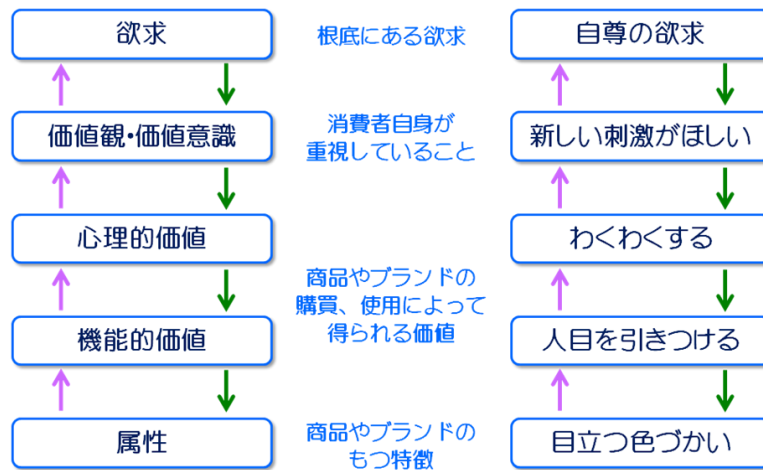 欲求
根底にある欲求
自尊の欲求
価値観・価値意識
消費者自身が
重視していること
新しい刺激がほしい
心理的価値
わくわくする
商品やブランドの
購買、使用によって
得られる価値
機能的価値
人目を引きつける
属性
商品やブランドの
もつ特徴
目立つ色づかい